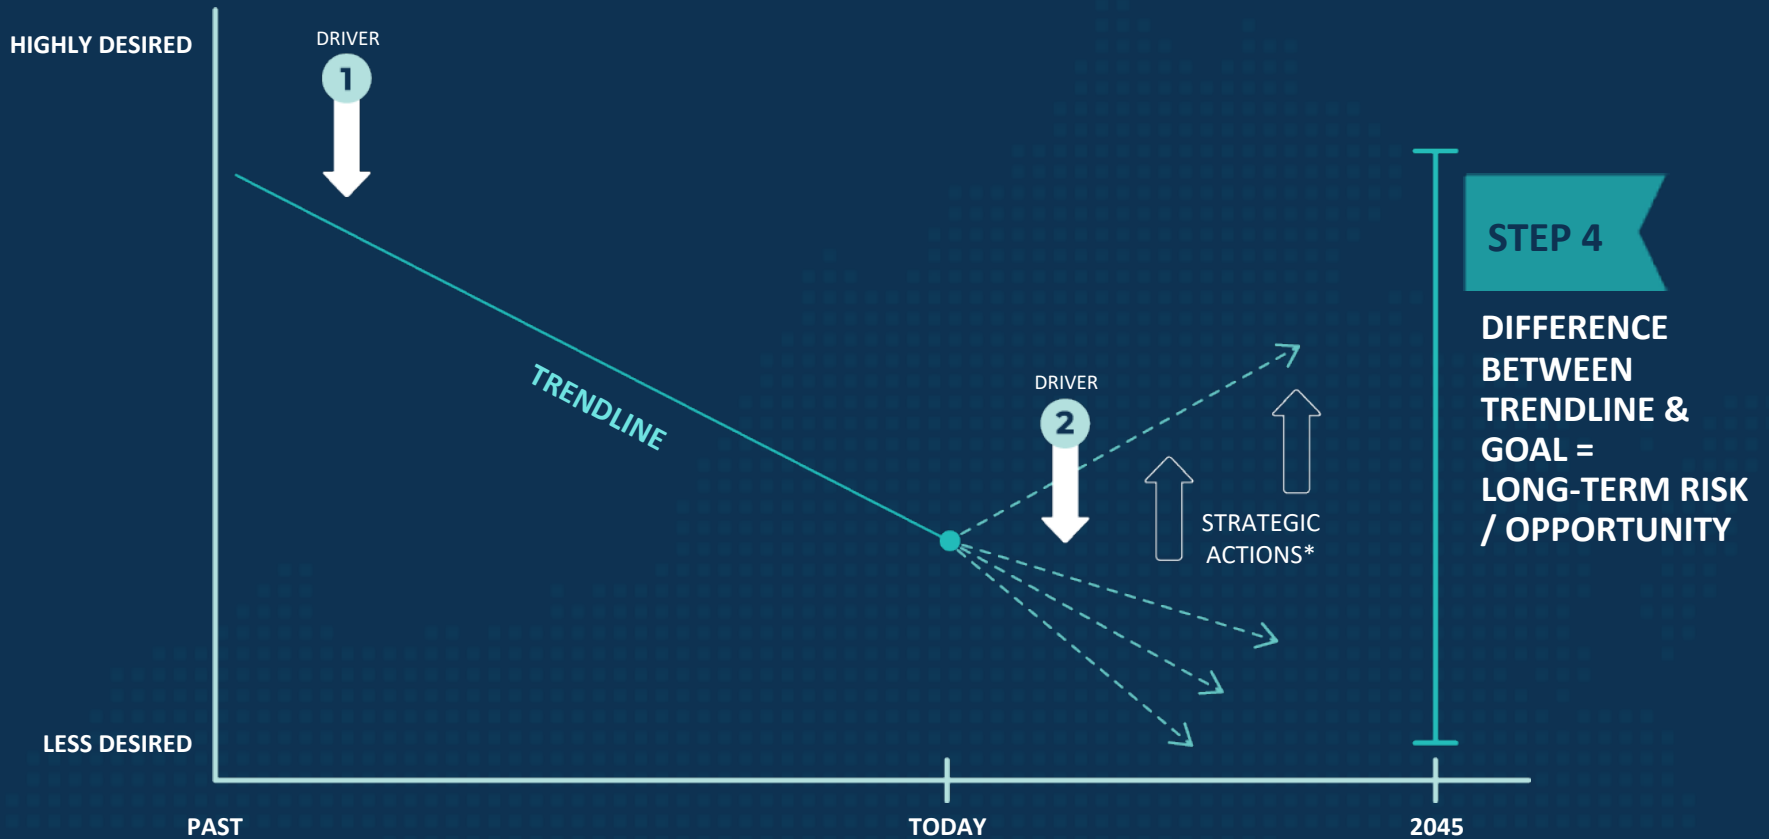 HIGHLY DESIRED
DRIVER
1
TRENDLINE
DRIVER
2
STRATEGIC
ACTIONS*
STEP 4
DIFFERENCE
BETWEEN
TRENDLINE &
GOAL =
LONG-TERM RISK
/ OPPORTUNITY
LESS DESIRED
PAST
TODAY
2045